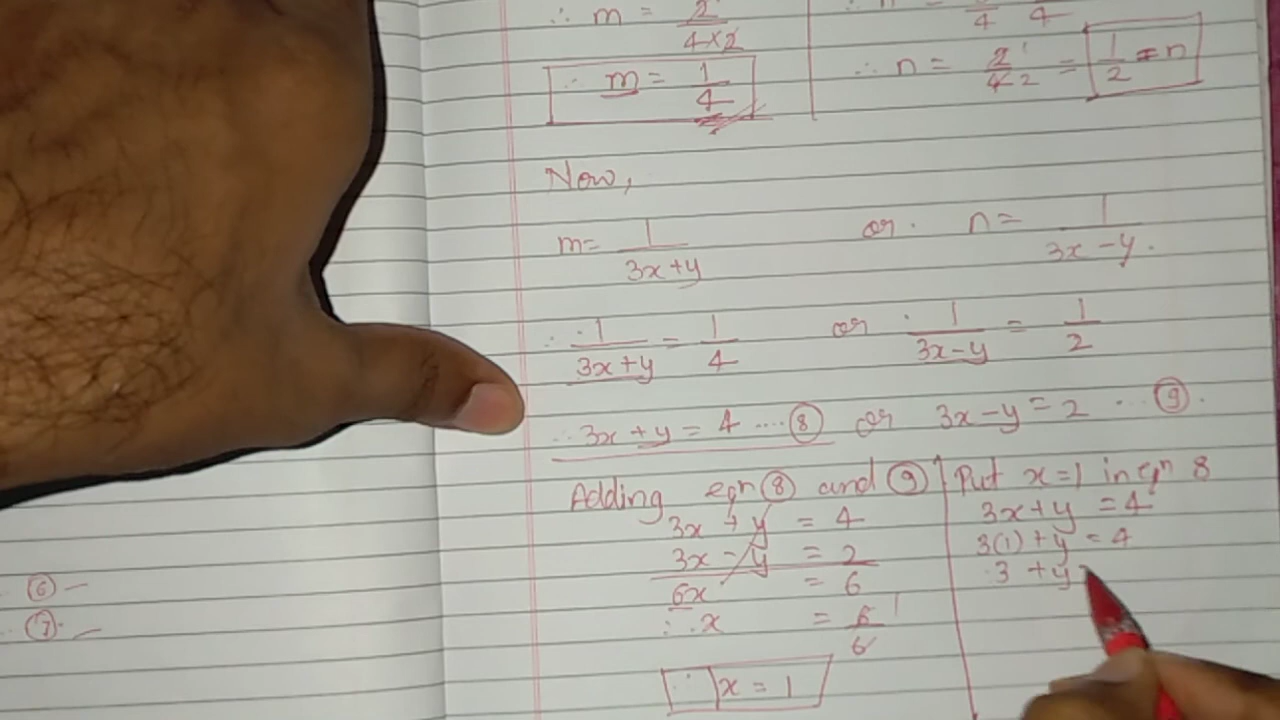 ∴ m = 2/4×2
∴ m = 1/4
∴ n = 2/4 2 1 = 1/2 = n
Now,
m = 1/3x+y or. n = 1/3x-y.
∴ 1/3x+y = 1/4 or 1/3x-y = 1/2
∴ 3x+y = 4 .... ⑧ or 3x-y = 2 ... ⑨.
Adding eqn ⑧ and ⑨
3x + y = 4
3x - y = 2
6x = 6
∴ x = 6/6 1
∴ x = 1
Put x=1 in eqn 8
3x+y = 4
3(1)+y = 4
3 + y
⑥ -
⑦ -